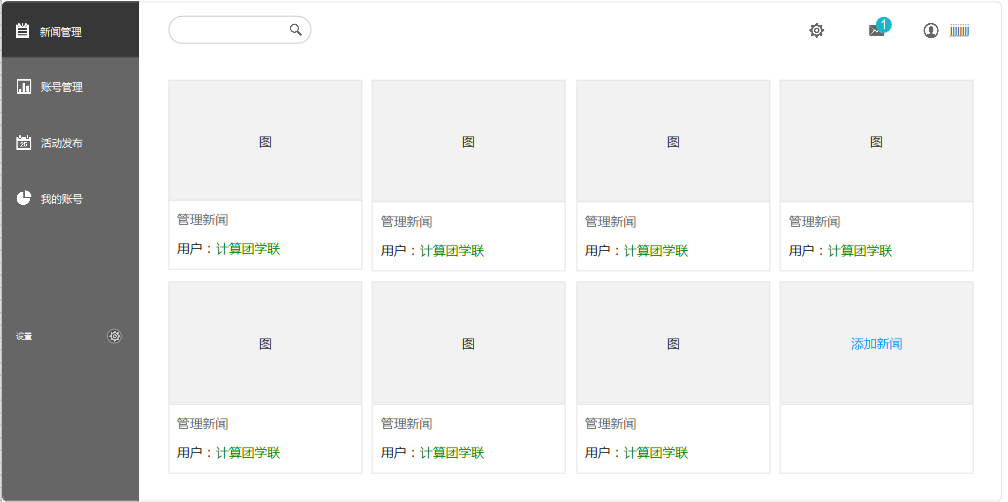 新闻管理
1
jjjjjjjj
账号管理
活动发布
25
我的账号
设置
图
图
图
图
管理新闻
管理新闻
管理新闻
管理新闻
用户：计算团学联
用户：计算团学联
用户：计算团学联
用户：计算团学联
图
图
图
添加新闻
管理新闻
管理新闻
管理新闻
用户：计算团学联
用户：计算团学联
用户：计算团学联